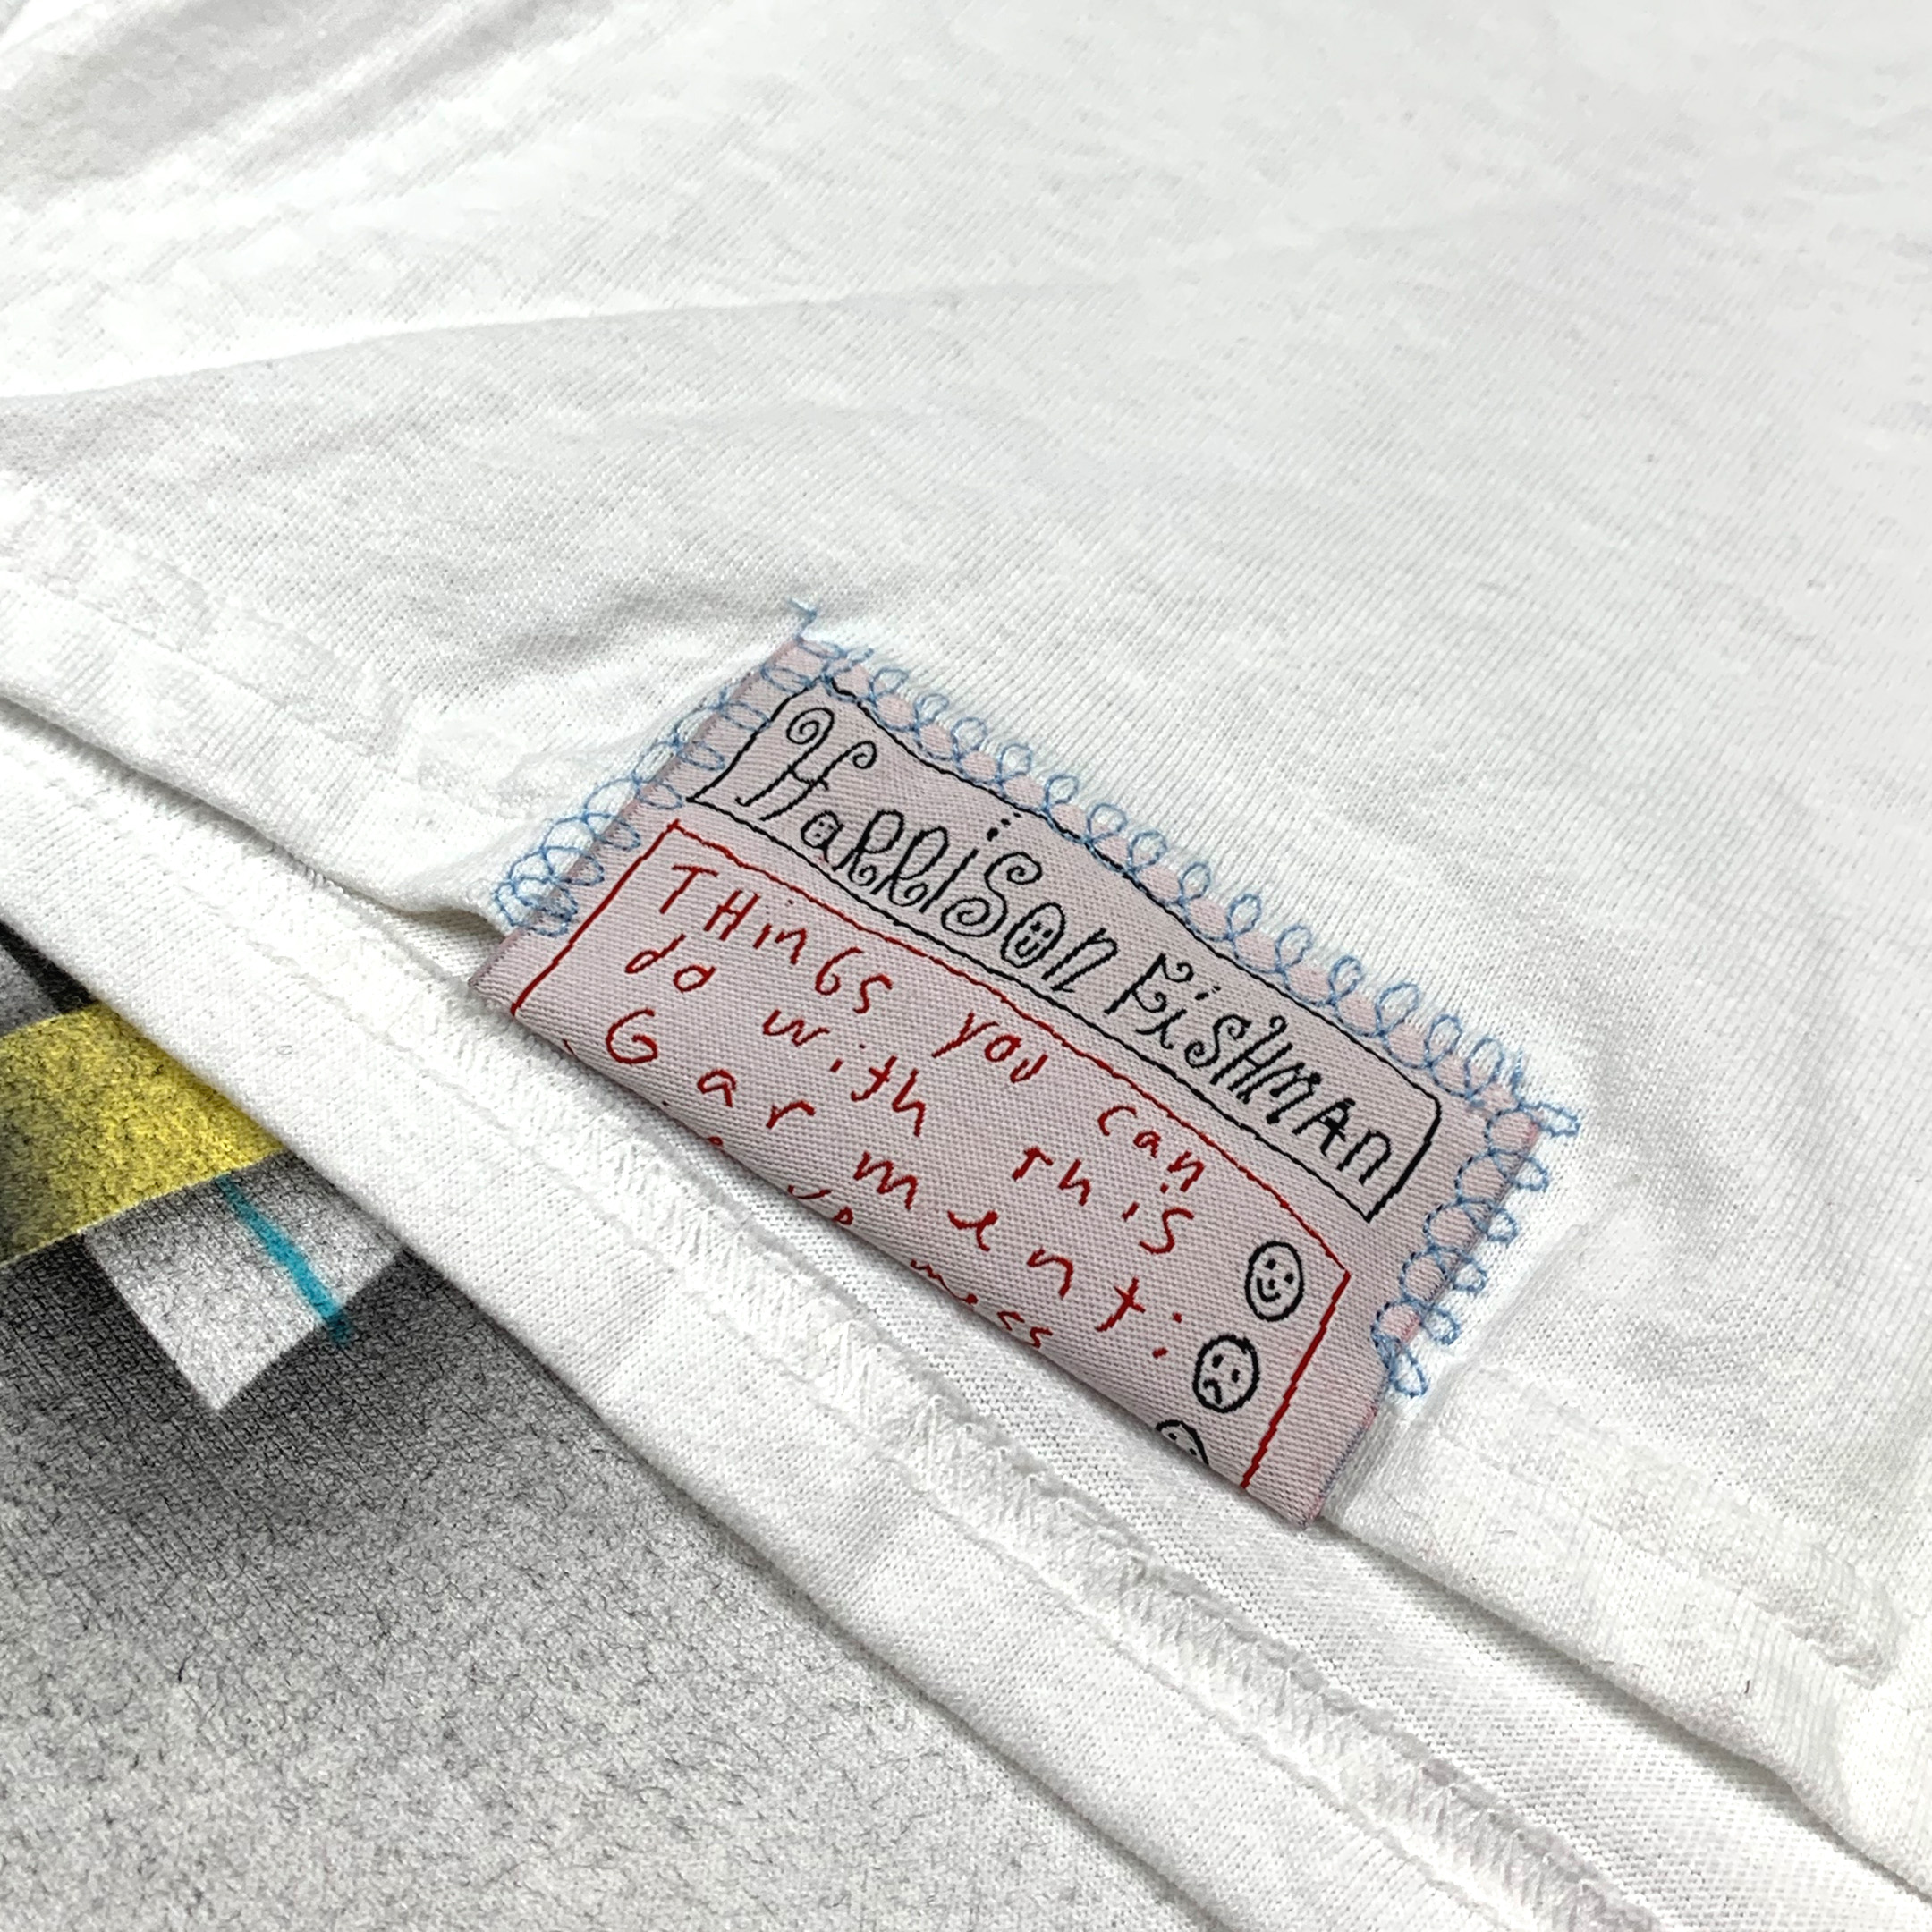 HaRRiSon FiSHMAn
THinGS you can
do with This
Garment: